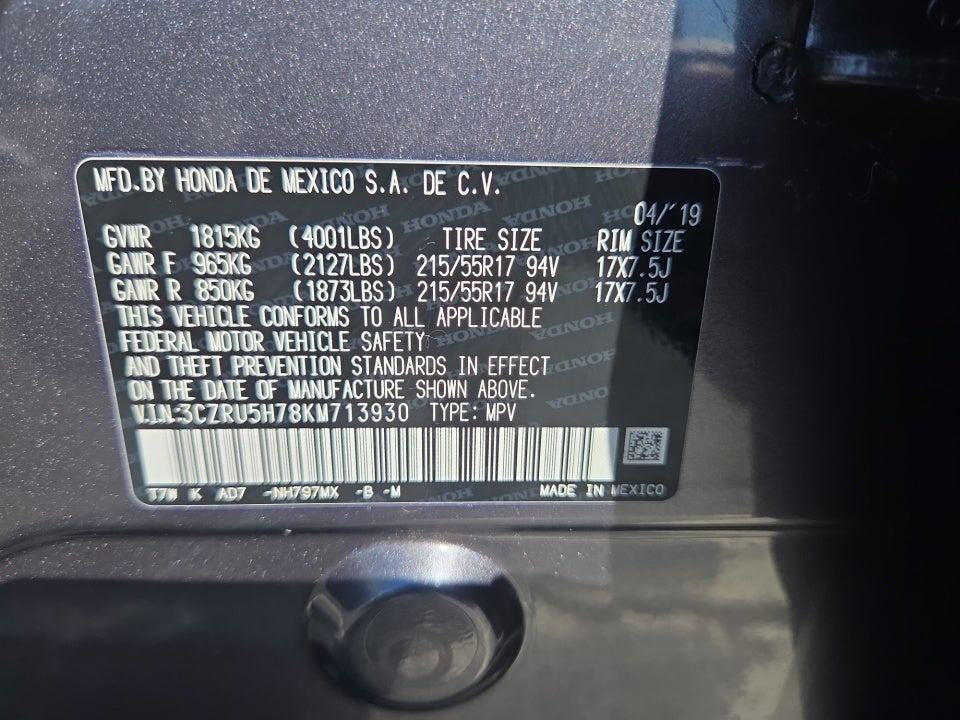 MFD.BY HONDA DE MEXICO S.A. DE C.V.
04/'19
GVWR 1815KG (4001LBS) TIRE SIZE RIM SIZE
GAWR F 965KG (2127LBS) 215/55R17 94V 17X7.5J
GAWR R 850KG (1873LBS) 215/55R17 94V 17X7.5J
THIS VEHICLE CONFORMS TO ALL APPLICABLE
FEDERAL MOTOR VEHICLE SAFETY
AND THEFT PREVENTION STANDARDS IN EFFECT
ON THE DATE OF MANUFACTURE SHOWN ABOVE.
V.I.N:3CZRU5H78KM713930 TYPE:MPV
T7W K AD7 -NH797MX -B -M MADE IN MEXICO